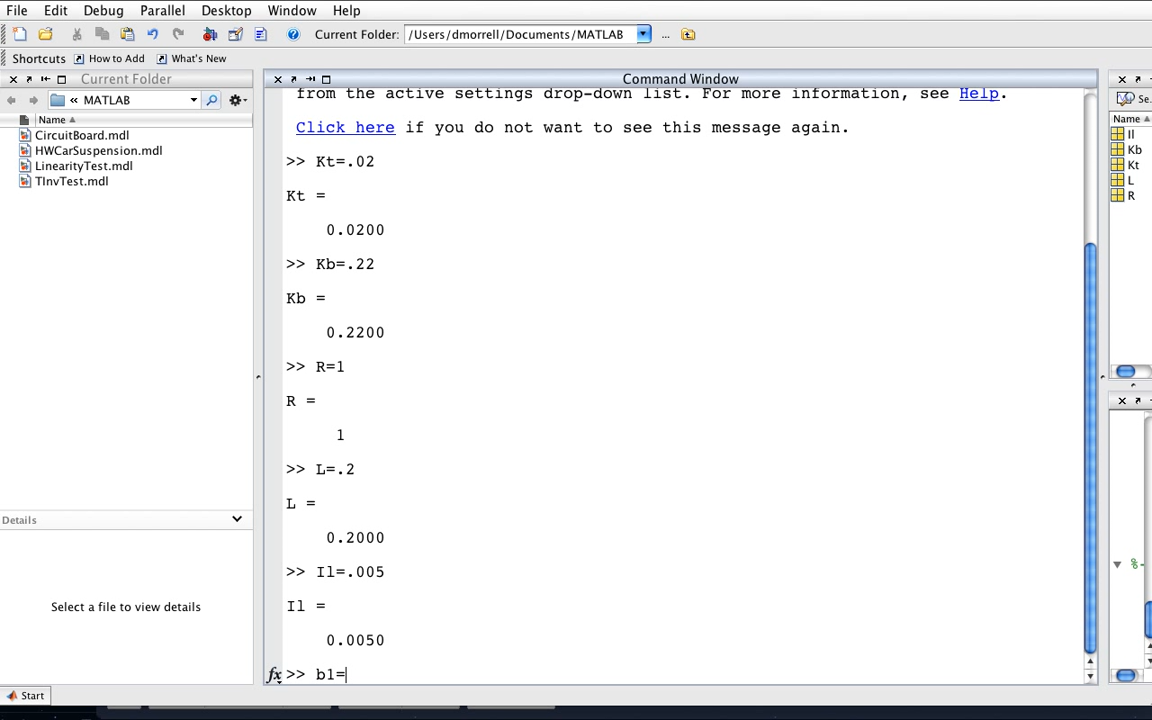 File Edit Debug Parallel Desktop Window Help
Current Folder: /Users/dmorrell/Documents/MATLAB ...
Shortcuts How to Add What's New
Current Folder
« MATLAB
Name
CircuitBoard.mdl
HWCarSuspension.mdl
LinearityTest.mdl
TInvTest.mdl
Details
Select a file to view details
Command Window
from the active settings drop-down list. For more information, see Help.
Click here if you do not want to see this message again.
>> Kt=.02
Kt =
0.0200
>> Kb=.22
Kb =
0.2200
>> R=1
R =
1
>> L=.2
L =
0.2000
>> Il=.005
Il =
0.0050
fx >> b1=
Se.
Name
Il
Kb
Kt
L
R
%-
Start